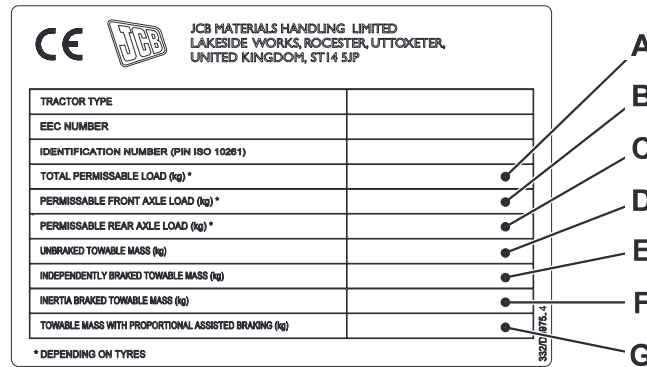 CE
JCB
JCB MATERIALS HANDLING LIMITED
LAKESIDE WORKS, ROCESTER, UTTOXETER,
UNITED KINGDOM, ST14 5JP
TRACTOR TYPE
EEC NUMBER
IDENTIFICATION NUMBER (PIN ISO 10261)
TOTAL PERMISSABLE LOAD (kg) *
PERMISSABLE FRONT AXLE LOAD (kg) *
PERMISSABLE REAR AXLE LOAD (kg) *
UNBRAKED TOWABLE MASS (kg)
INDEPENDENTLY BRAKED TOWABLE MASS (kg)
INERTIA BRAKED TOWABLE MASS (kg)
TOWABLE MASS WITH PROPORTIONAL ASSISTED BRAKING (kg)
* DEPENDING ON TYRES
A
B
C
D
E
F
G